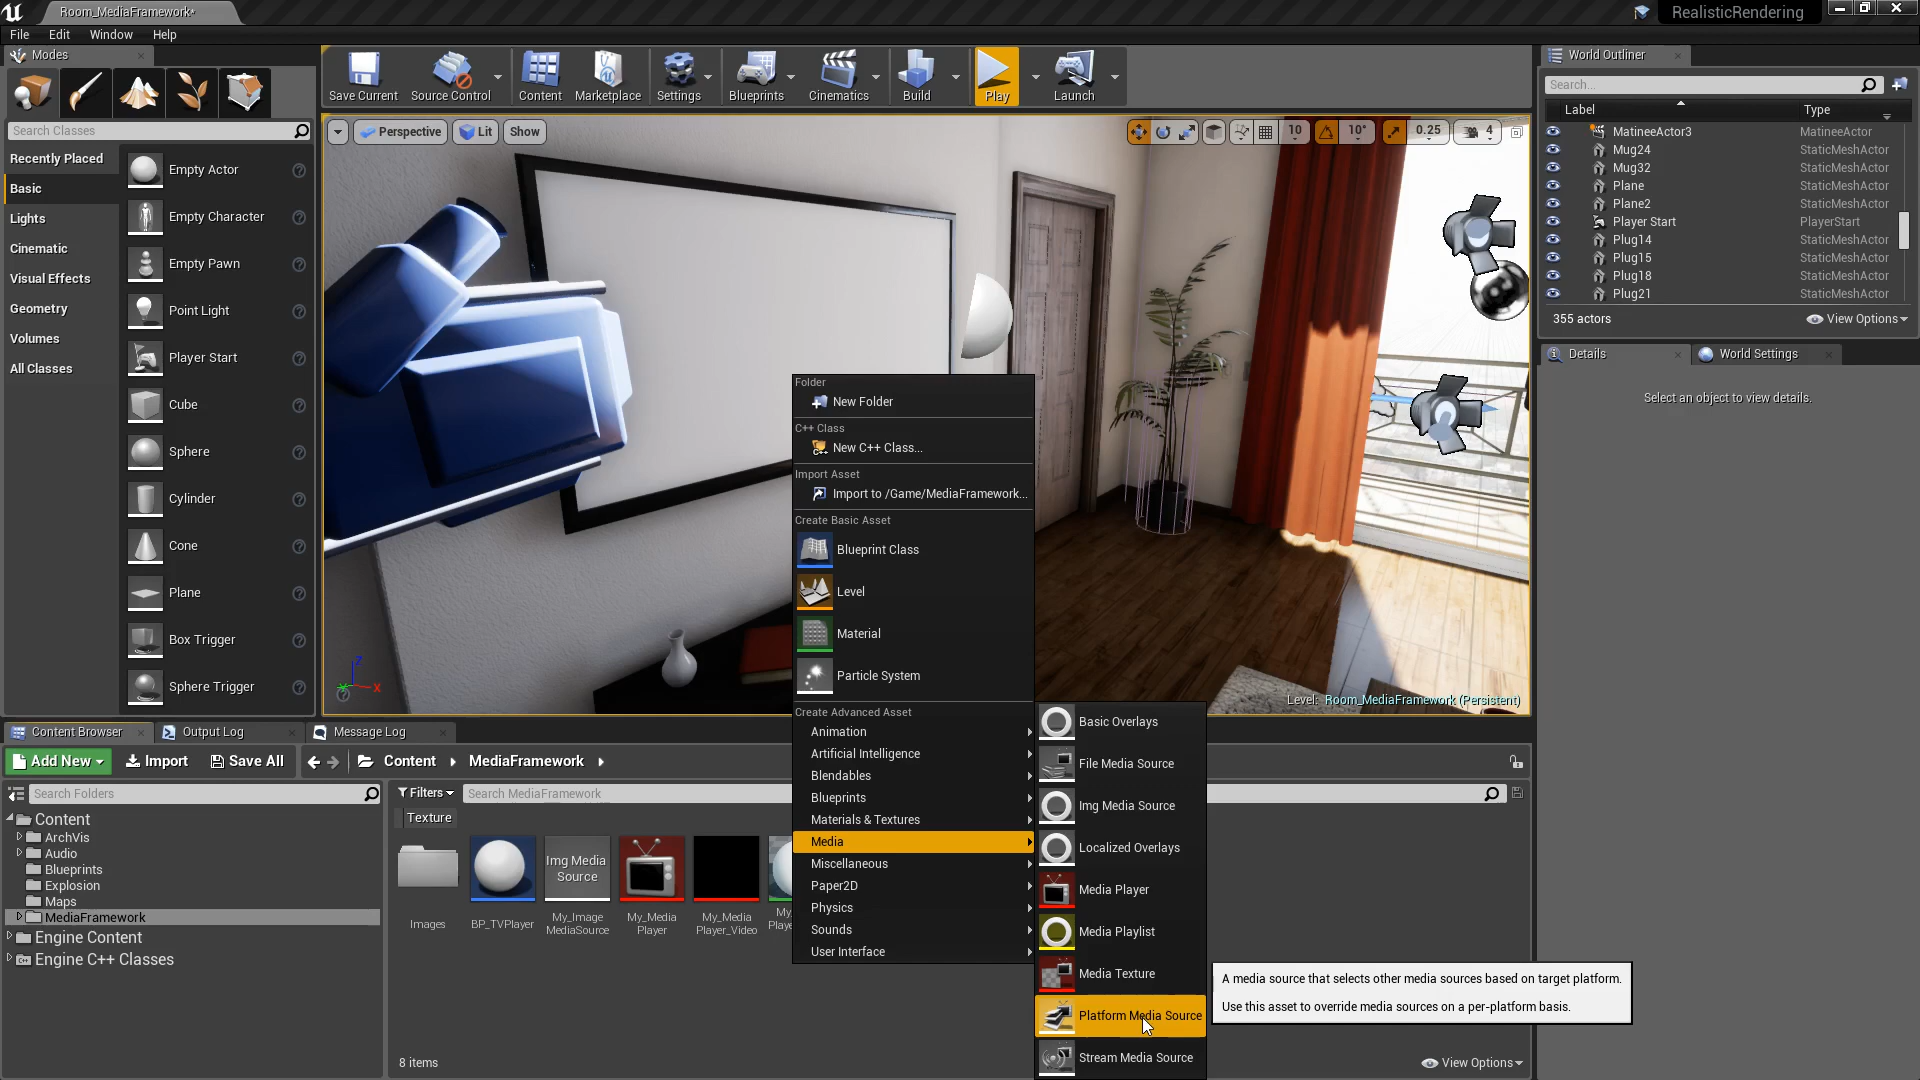 Room_MediaFramework*
RealisticRendering
File Edit Window Help
Modes
Search Classes
Recently Placed
Basic
Lights
Cinematic
Visual Effects
Geometry
Volumes
All Classes
Empty Actor
Empty Character
Empty Pawn
Point Light
Player Start
Cube
Sphere
Cylinder
Cone
Plane
Box Trigger
Sphere Trigger
Save Current
Source Control
Content
Marketplace
Settings
Blueprints
Cinematics
Build
Play
Launch
Perspective
Lit
Show
10
10°
0.25
4
Z
X
Level: Room_MediaFramework (Persistent)
World Outliner
Search...
Label Type
MatineeActor3 MatineeActor
Mug24 StaticMeshActor
Mug32 StaticMeshActor
Plane StaticMeshActor
Plane2 StaticMeshActor
Player Start PlayerStart
Plug14 StaticMeshActor
Plug15 StaticMeshActor
Plug18 StaticMeshActor
Plug21 StaticMeshActor
355 actors
View Options
Details
World Settings
Select an object to view details.
Folder
New Folder
C++ Class
New C++ Class...
Import Asset
Import to /Game/MediaFramework...
Create Basic Asset
Blueprint Class
Level
Material
Particle System
Create Advanced Asset
Animation
Artificial Intelligence
Blendables
Blueprints
Materials & Textures
Media
Miscellaneous
Paper2D
Physics
Sounds
User Interface
Basic Overlays
File Media Source
Img Media Source
Localized Overlays
Media Player
Media Playlist
Media Texture
Platform Media Source
Stream Media Source
A media source that selects other media sources based on target platform.
Use this asset to override media sources on a per-platform basis.
Content Browser
Output Log
Message Log
Add New
Import
Save All
Content
MediaFramework
Search Folders
Content
ArchVis
Audio
Blueprints
Explosion
Maps
MediaFramework
Engine Content
Engine C++ Classes
Filters
Search MediaFramework
Texture
Img Media
Source
Images
BP_TVPlayer
My_Image
MediaSource
My_Media
Player
My_Media
Player_Video
My_
Playe
8 items
View Options